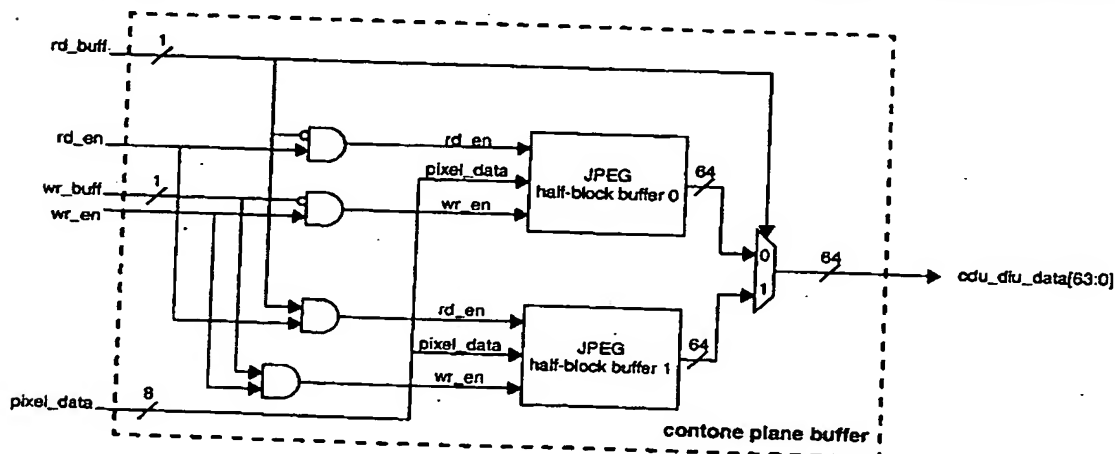 rd_buff
1
rd_en
wr_buff
1
wr_en
pixel_data
8
rd_en
pixel_data
wr_en
JPEG
half-block buffer 0
64
rd_en
pixel_data
wr_en
JPEG
half-block buffer 1
64
0
1
64
cdu_diu_data[63:0]
contone plane buffer